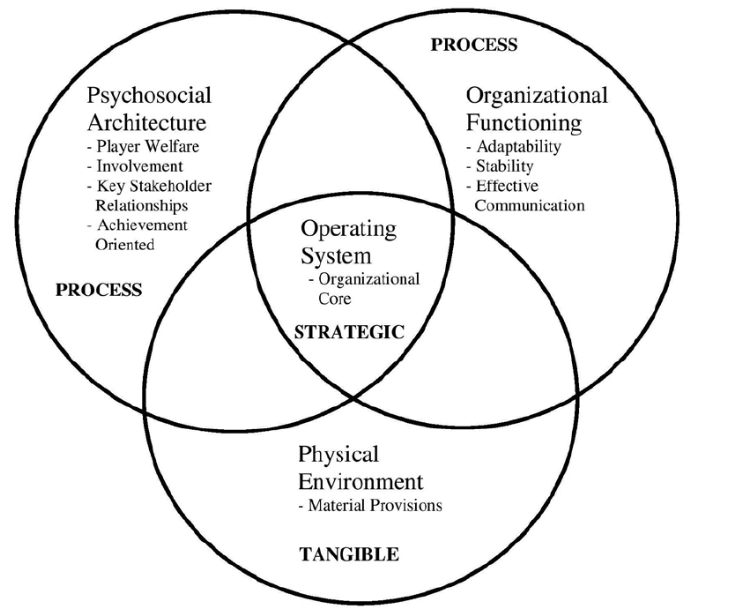 PROCESS
Psychosocial
Architecture
- Player Welfare
- Involvement
- Key Stakeholder
Relationships
- Achievement
Oriented
PROCESS
Organizational
Functioning
- Adaptability
- Stability
- Effective
Communication
Operating
System
- Organizational
Core
STRATEGIC
Physical
Environment
- Material Provisions
TANGIBLE